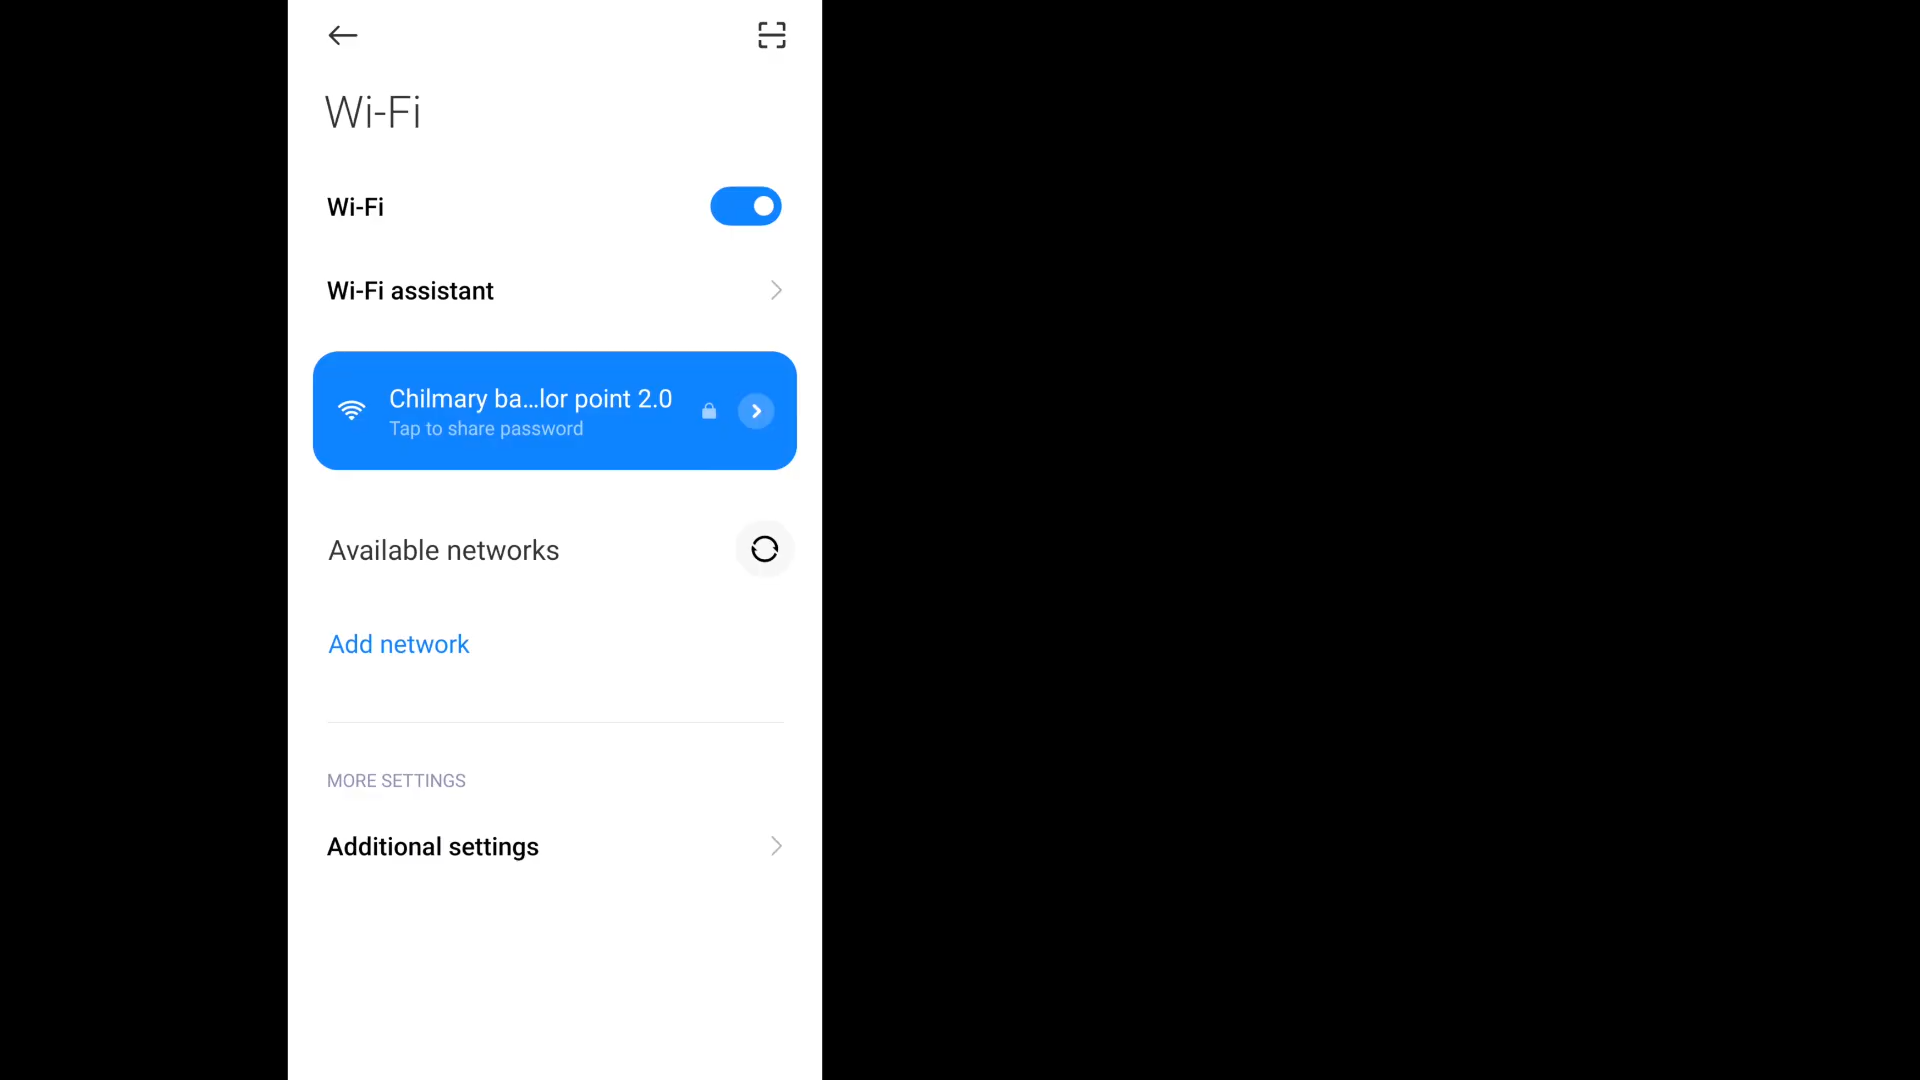 Wi-Fi
Wi-Fi
Wi-Fi assistant
Chilmary ba...lor point 2.0
Tap to share password
Available networks
Add network
MORE SETTINGS
Additional settings